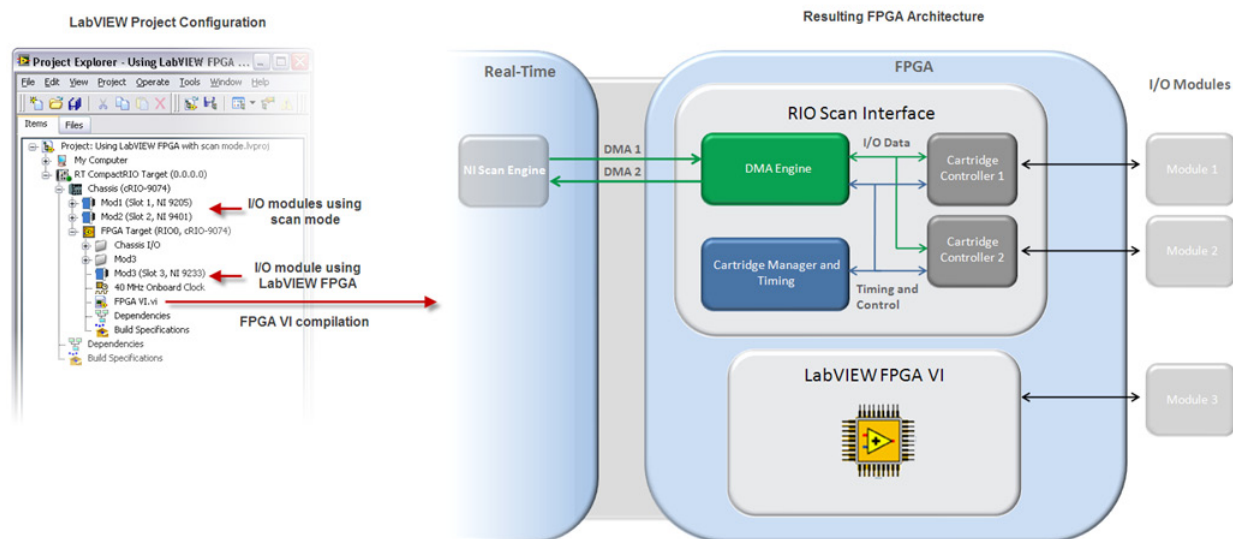 LabVIEW Project Configuration
Project Explorer - Using LabVIEW FPGA ...
File Edit View Project Operate Tools Window Help
Items Files
Project: Using LabVIEW FPGA with scan mode.lvproj
My Computer
RT CompactRIO Target (0.0.0.0)
Chassis (cRIO-9074)
Mod1 (Slot 1, NI 9205)
Mod2 (Slot 2, NI 9401)
FPGA Target (RIO0, cRIO-9074)
Chassis I/O
Mod3
Mod3 (Slot 3, NI 9233)
40 MHz Onboard Clock
FPGA VI.vi
Dependencies
Build Specifications
Dependencies
Build Specifications
I/O modules using
scan mode
I/O module using
LabVIEW FPGA
FPGA VI compilation
Resulting FPGA Architecture
Real-Time
NI Scan Engine
DMA 1
DMA 2
FPGA
RIO Scan Interface
DMA Engine
I/O Data
Cartridge
Controller 1
Cartridge
Controller 2
Cartridge Manager and
Timing
Timing and
Control
LabVIEW FPGA VI
I/O Modules
Module 1
Module 2
Module 3